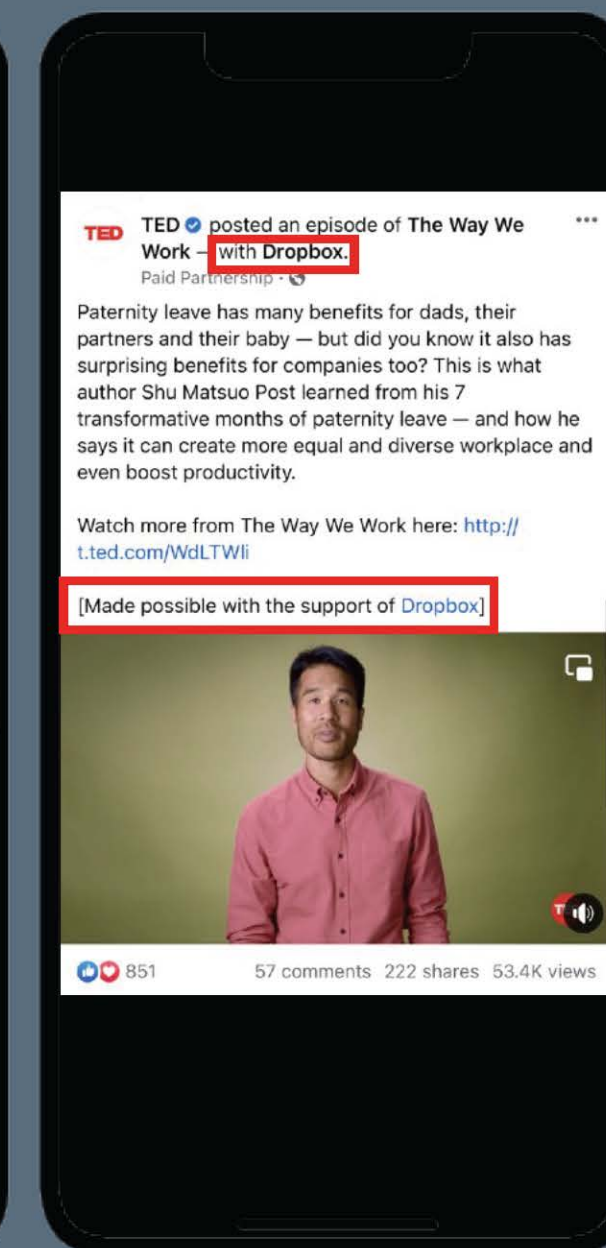 TED
TED posted an episode of The Way We
Work – with Dropbox.
Paid Partnership ·
Paternity leave has many benefits for dads, their
partners and their baby — but did you know it also has
surprising benefits for companies too? This is what
author Shu Matsuo Post learned from his 7
transformative months of paternity leave — and how he
says it can create more equal and diverse workplace and
even boost productivity.
Watch more from The Way We Work here: http://
t.ted.com/WdLTWli
[Made possible with the support of Dropbox]
851 57 comments 222 shares 53.4K views